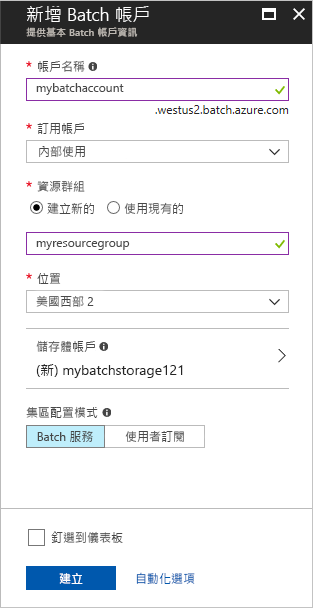 新增 Batch 帳戶
提供基本 Batch 帳戶資訊
* 帳戶名稱
mybatchaccount
.westus2.batch.azure.com
* 訂用帳戶
內部使用
* 資源群組
建立新的 使用現有的
myresourcegroup
* 位置
美國西部 2
儲存體帳戶
(新) mybatchstorage121
集區配置模式
Batch 服務 使用者訂閱
釘選到儀表板
建立 自動化選項